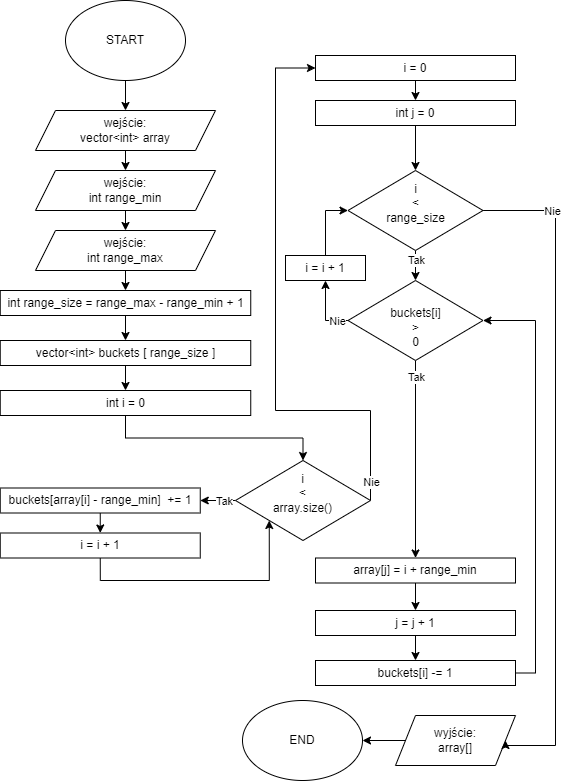 START
wejście:
vector<int> array
wejście:
int range_min
wejście:
int range_max
int range_size = range_max - range_min + 1
vector<int> buckets [ range_size ]
int i = 0
i
<
array.size()
Tak
Nie
buckets[array[i] - range_min] += 1
i = i + 1
i = 0
int j = 0
i
<
range_size
Nie
Tak
i = i + 1
buckets[i]
>
0
Nie
Tak
array[j] = i + range_min
j = j + 1
buckets[i] -= 1
wyjście:
array[]
END